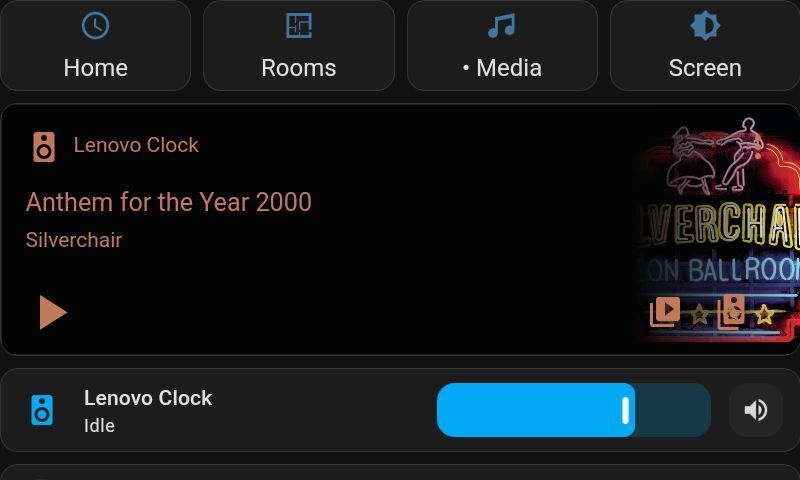 Home
Rooms
• Media
Screen
Lenovo Clock
Anthem for the Year 2000
Silverchair
LVERCHAI
ON BALLROO
Lenovo Clock
Idle